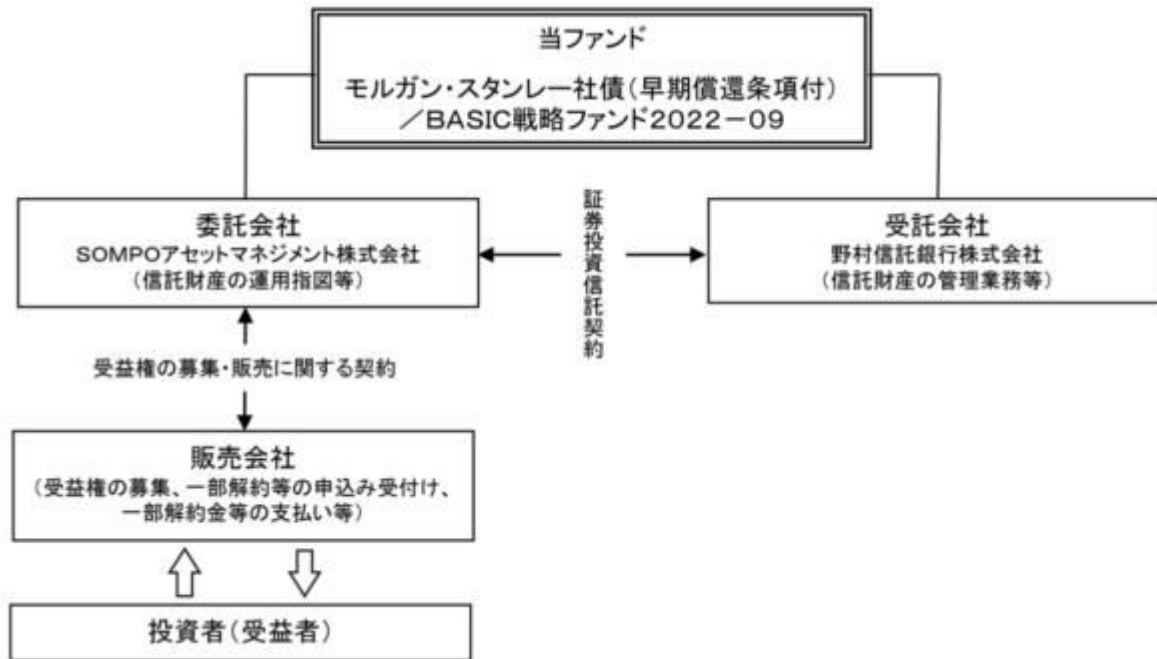 当ファンド
モルガン・スタンレー社債(早期償還条項付)
／BASIC戦略ファンド2022－09
委託会社
SOMPOアセットマネジメント株式会社
(信託財産の運用指図等)
証券投資信託契約
受託会社
野村信託銀行株式会社
(信託財産の管理業務等)
受益権の募集・販売に関する契約
販売会社
(受益権の募集、一部解約等の申込み受付け、
一部解約金等の支払い等)
投資者(受益者)